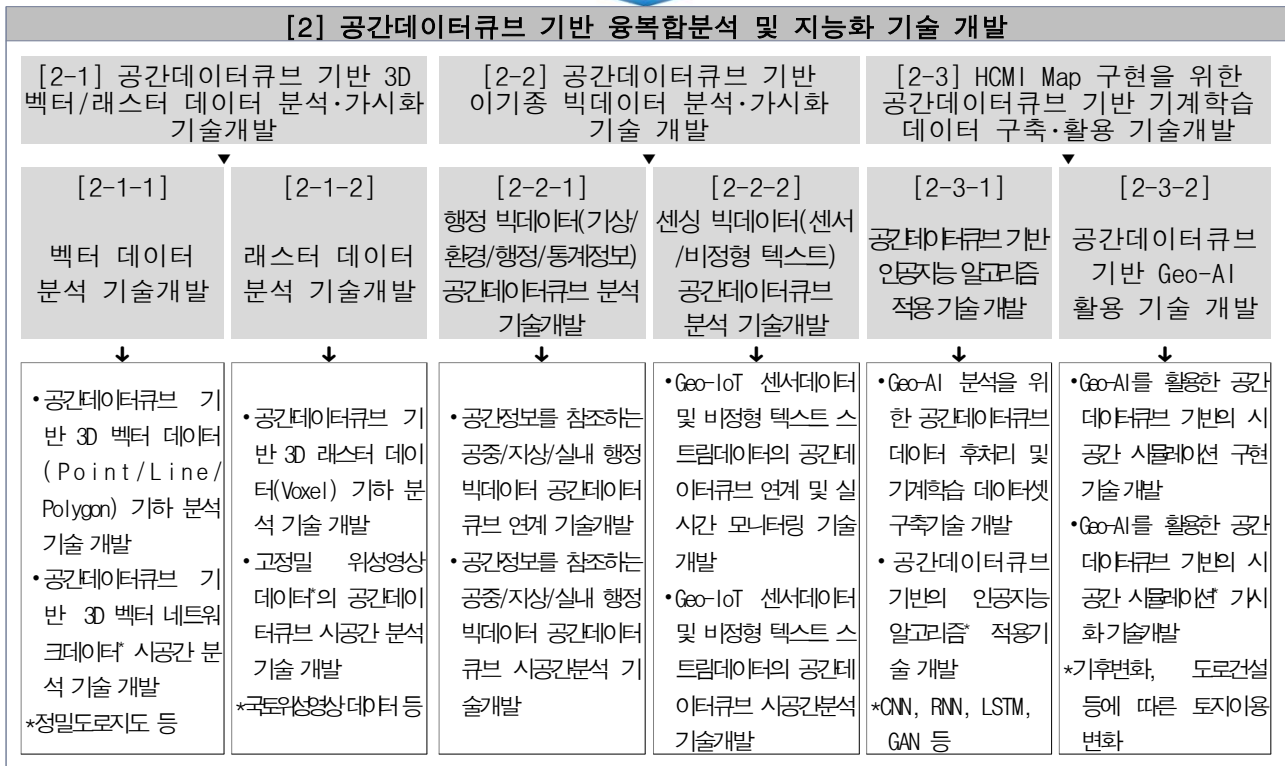 [2] 공간데이터큐브 기반 융복합분석 및 지능화 기술 개발
[2-1] 공간데이터큐브 기반 3D
벡터/래스터 데이터 분석·가시화
기술개발
[2-2] 공간데이터큐브 기반
이기종 빅데이터 분석·가시화
기술 개발
[2-3] HCMI Map 구현을 위한
공간데이터큐브 기반 기계학습
데이터 구축·활용 기술개발
▼
▼
▼
[2-1-1]
벡터 데이터
분석 기술개발
[2-1-2]
래스터 데이터
분석 기술개발
[2-2-1]
행정 빅데이터(기상/
환경/행정/통계정보)
공간데이터큐브 분석
기술개발
[2-2-2]
센싱 빅데이터(센서
/비정형 텍스트)
공간데이터큐브
분석 기술개발
[2-3-1]
공간데이터큐브 기반
인공지능 알고리즘
적용 기술 개발
[2-3-2]
공간데이터큐브
기반 Geo-AI
활용 기술 개발
•공간데이터큐브 기
반 3D 벡터 데이터
(Point/Line/
Polygon) 기하 분석
기술 개발
•공간데이터큐브 기
반 3D 벡터 네트워
크데이터* 시공간 분
석 기술 개발
*정밀도로지도 등
•공간데이터큐브 기
반 3D 래스터 데이
터(Voxel) 기하 분
석 기술 개발
•고정밀 위성영상
데이터*의 공간데이
터큐브 시공간 분석
기술 개발
*국토위성영상 데이터 등
•공간정보를 참조하는
공중/지상/실내 행정
빅데이터 공간데이터
큐브 연계 기술개발
•공간정보를 참조하는
공중/지상/실내 행정
빅데이터 공간데이터
큐브 시공간분석 기
술개발
•Geo-IoT 센서데이터
및 비정형 텍스트 스
트림데이터의 공간데
이터큐브 연계 및 실
시간 모니터링 기술
개발
•Geo-IoT 센서데이터
및 비정형 텍스트 스
트림데이터의 공간데
이터큐브 시공간분석
기술개발
•Geo-AI 분석을 위
한 공간데이터큐브
데이터 후처리 및
기계학습 데이터셋
구축기술 개발
•공간데이터큐브
기반의 인공지능
알고리즘* 적용기
술 개발
*CNN, RNN, LSTM,
GAN 등
•Geo-AI를 활용한 공간
데이터큐브 기반의 시
공간 시뮬레이션 구현
기술 개발
•Geo-AI를 활용한 공간
데이터큐브 기반의 시
공간 시뮬레이션* 가시
화 기술개발
*기후변화, 도로건설
등에 따른 토지이용
변화